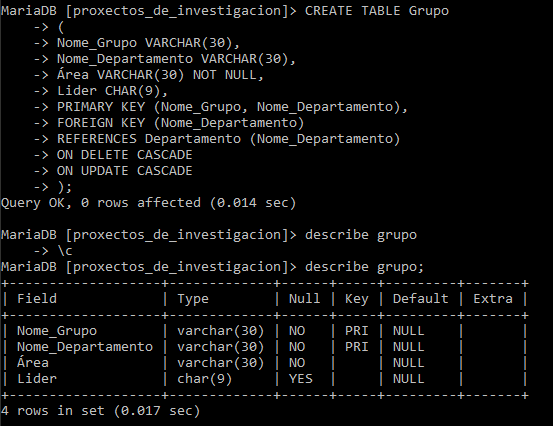 MariaDB [proxectos_de_investigacion]> CREATE TABLE Grupo
    -> (
    -> Nome_Grupo VARCHAR(30),
    -> Nome_Departamento VARCHAR(30),
    -> Área VARCHAR(30) NOT NULL,
    -> Lider CHAR(9),
    -> PRIMARY KEY (Nome_Grupo, Nome_Departamento),
    -> FOREIGN KEY (Nome_Departamento)
    -> REFERENCES Departamento (Nome_Departamento)
    -> ON DELETE CASCADE
    -> ON UPDATE CASCADE
    -> );
Query OK, 0 rows affected (0.014 sec)

MariaDB [proxectos_de_investigacion]> describe grupo
    -> \c
MariaDB [proxectos_de_investigacion]> describe grupo;
+-------------------+-------------+------+-----+---------+-------+
| Field             | Type        | Null | Key | Default | Extra |
+-------------------+-------------+------+-----+---------+-------+
| Nome_Grupo        | varchar(30) | NO   | PRI | NULL    |       |
| Nome_Departamento | varchar(30) | NO   | PRI | NULL    |       |
| Área              | varchar(30) | NO   |     | NULL    |       |
| Lider             | char(9)     | YES  |     | NULL    |       |
+-------------------+-------------+------+-----+---------+-------+
4 rows in set (0.017 sec)